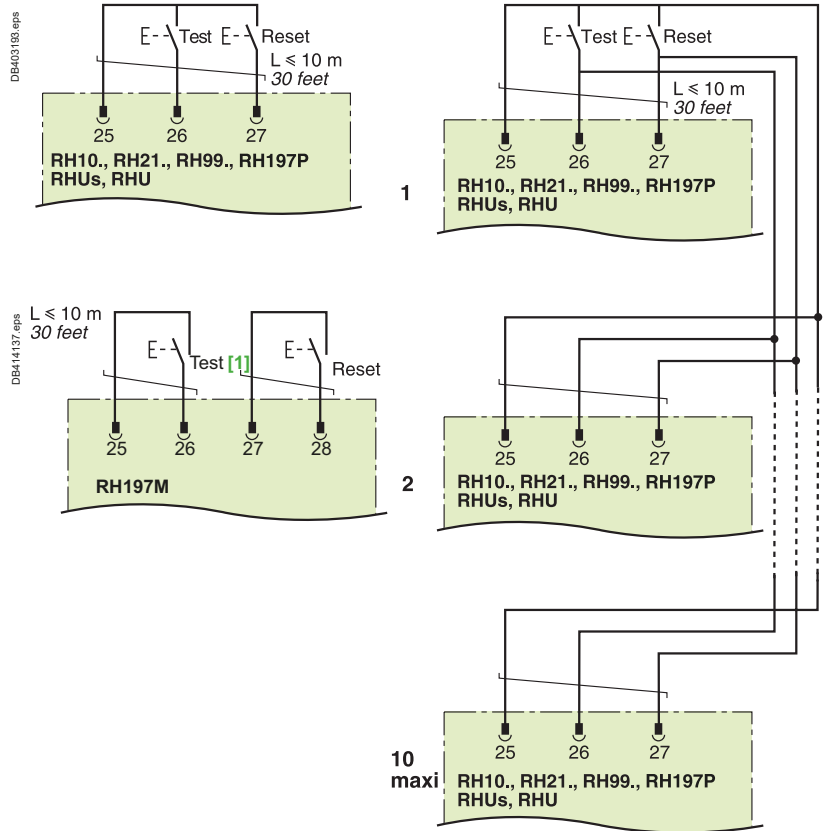 DB403193.eps
Test
Reset
L ≤ 10 m
30 feet
25
26
27
RH10., RH21., RH99., RH197P
RHUs, RHU
DB414137.eps
L ≤ 10 m
30 feet
Test [1]
Reset
25
26
27
28
RH197M
Test
Reset
L ≤ 10 m
30 feet
25
26
27
1
RH10., RH21., RH99., RH197P
RHUs, RHU
25
26
27
2
RH10., RH21., RH99., RH197P
RHUs, RHU
25
26
27
10
maxi
RH10., RH21., RH99., RH197P
RHUs, RHU